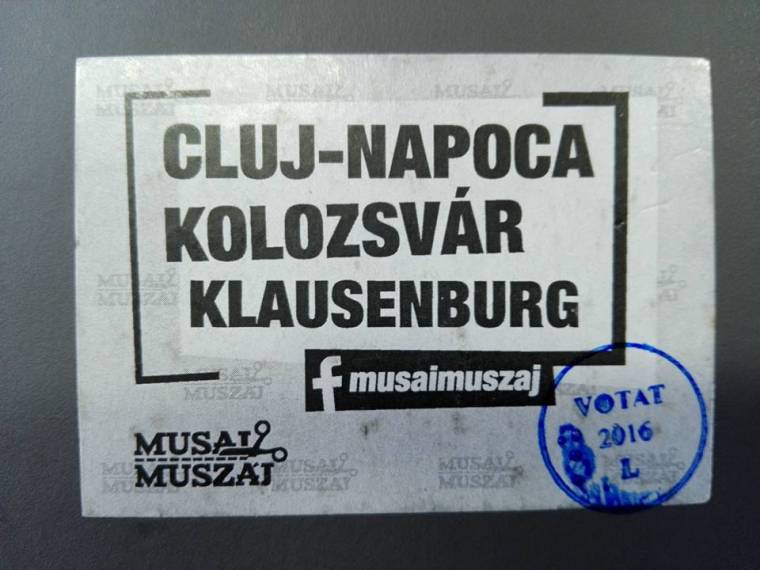 CLUJ-NAPOCA
KOLOZSVÁR
KLAUSENBURG
f musaimuszaj
MUSAI
MUSZAJ
VOTAT
2016
L